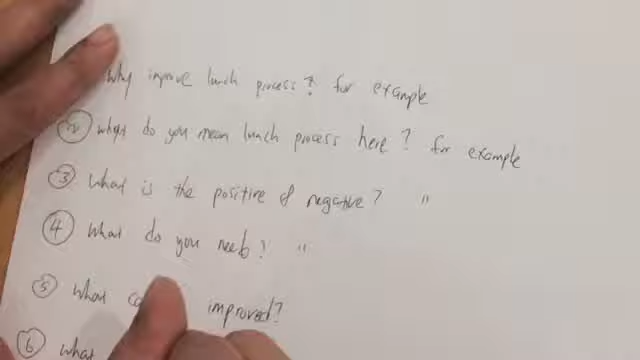 Why improve lunch process? for example
② what do you mean lunch process here? for example
③ What is the positive & negative? "
④ What do you need? "
⑤ What improved?
⑥ what